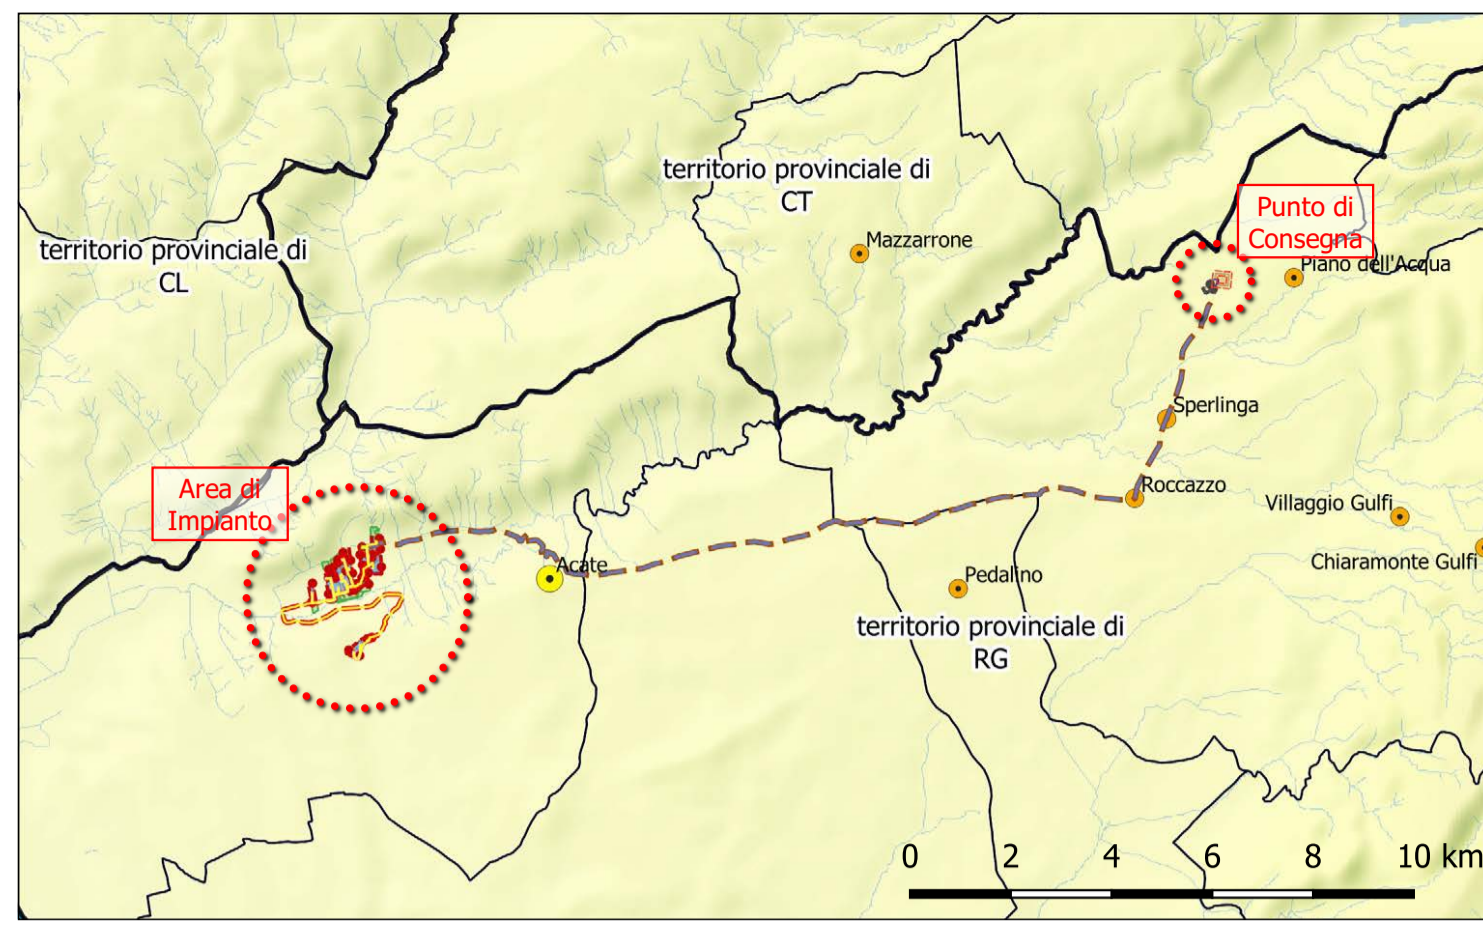 territorio provinciale di
CT
Punto di
Consegna
Mazzarrone
territorio provinciale di
CL
Piano dell'Acqua
Sperlinga
Area di
Impianto
Roccazzo
Villaggio Gulfi
Acate
Chiaramonte Gulfi
Pedalino
territorio provinciale di
RG
0 2 4 6 8 10 km